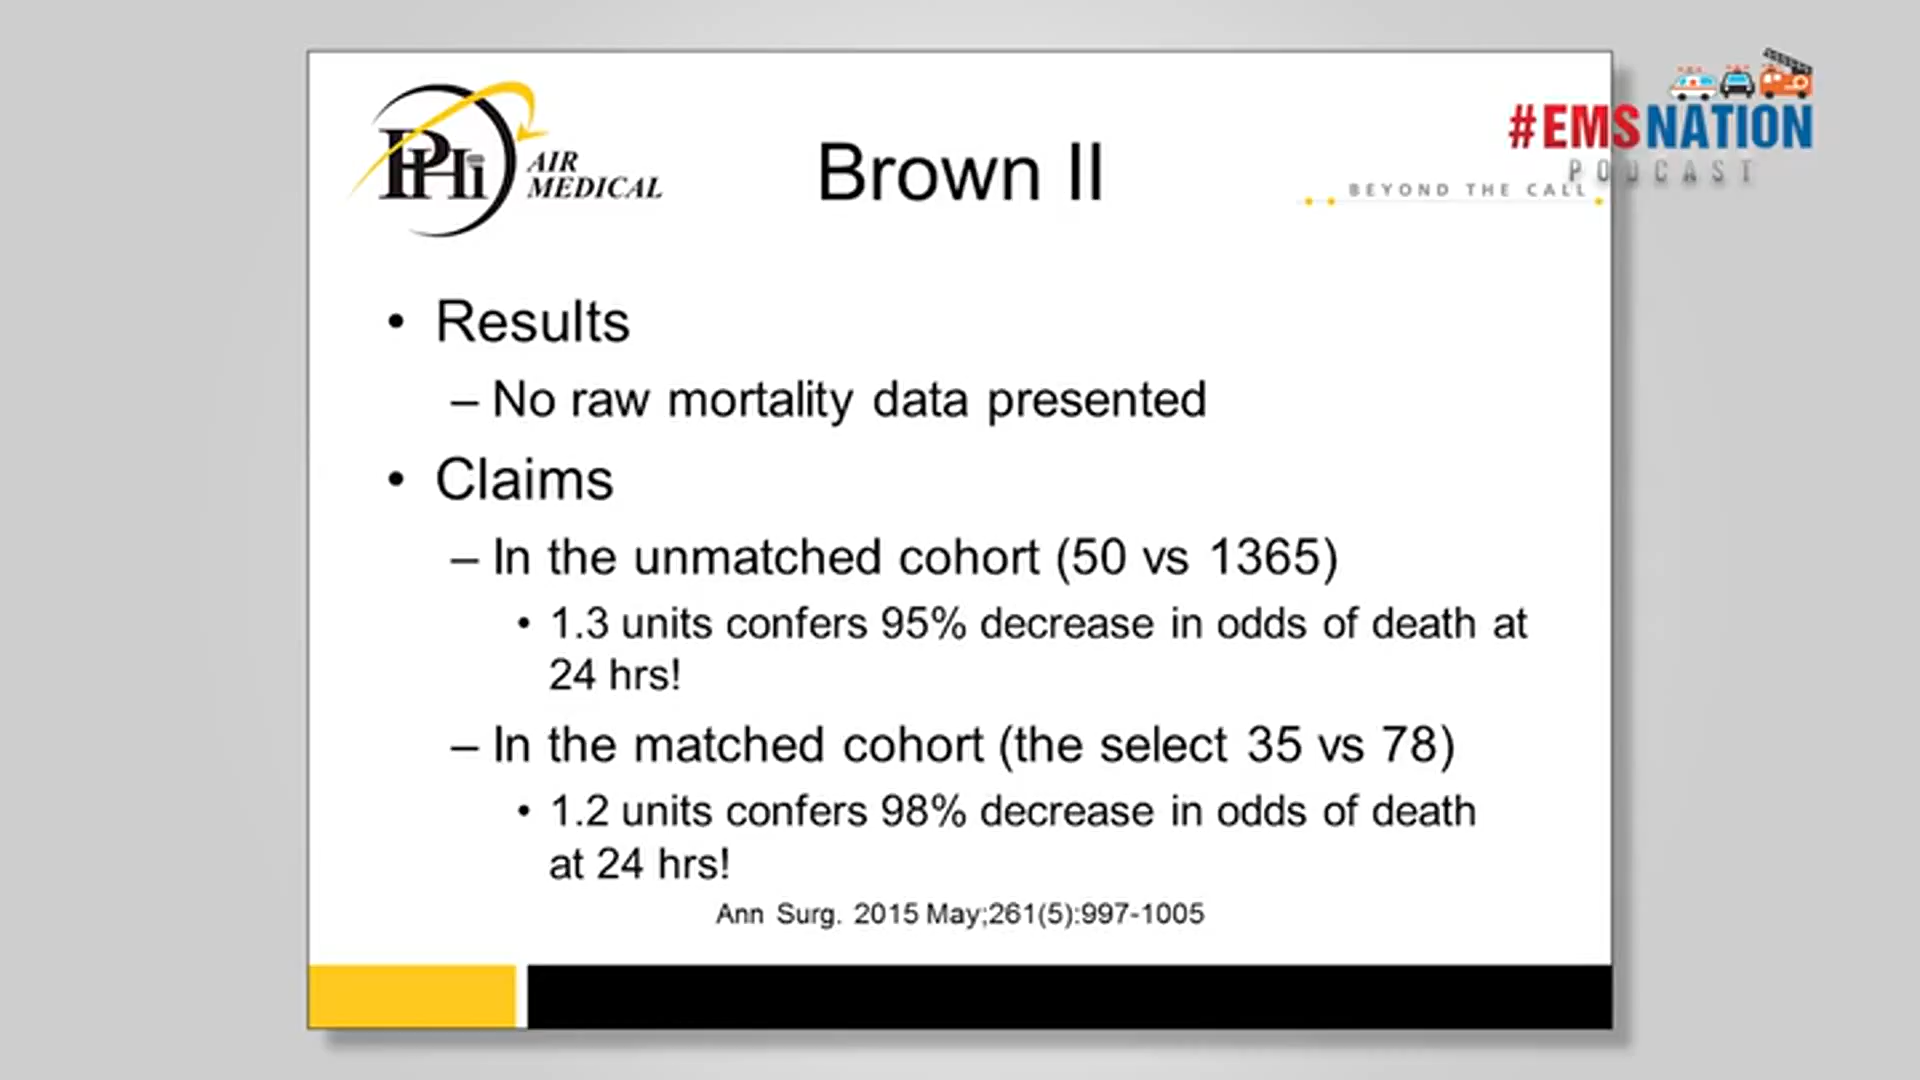 PHi
AIR
MEDICAL
Brown II
#EMSNATION
PODCAST
BEYOND THE CALL
• Results
– No raw mortality data presented
• Claims
– In the unmatched cohort (50 vs 1365)
• 1.3 units confers 95% decrease in odds of death at
24 hrs!
– In the matched cohort (the select 35 vs 78)
• 1.2 units confers 98% decrease in odds of death
at 24 hrs!
Ann Surg. 2015 May;261(5):997-1005